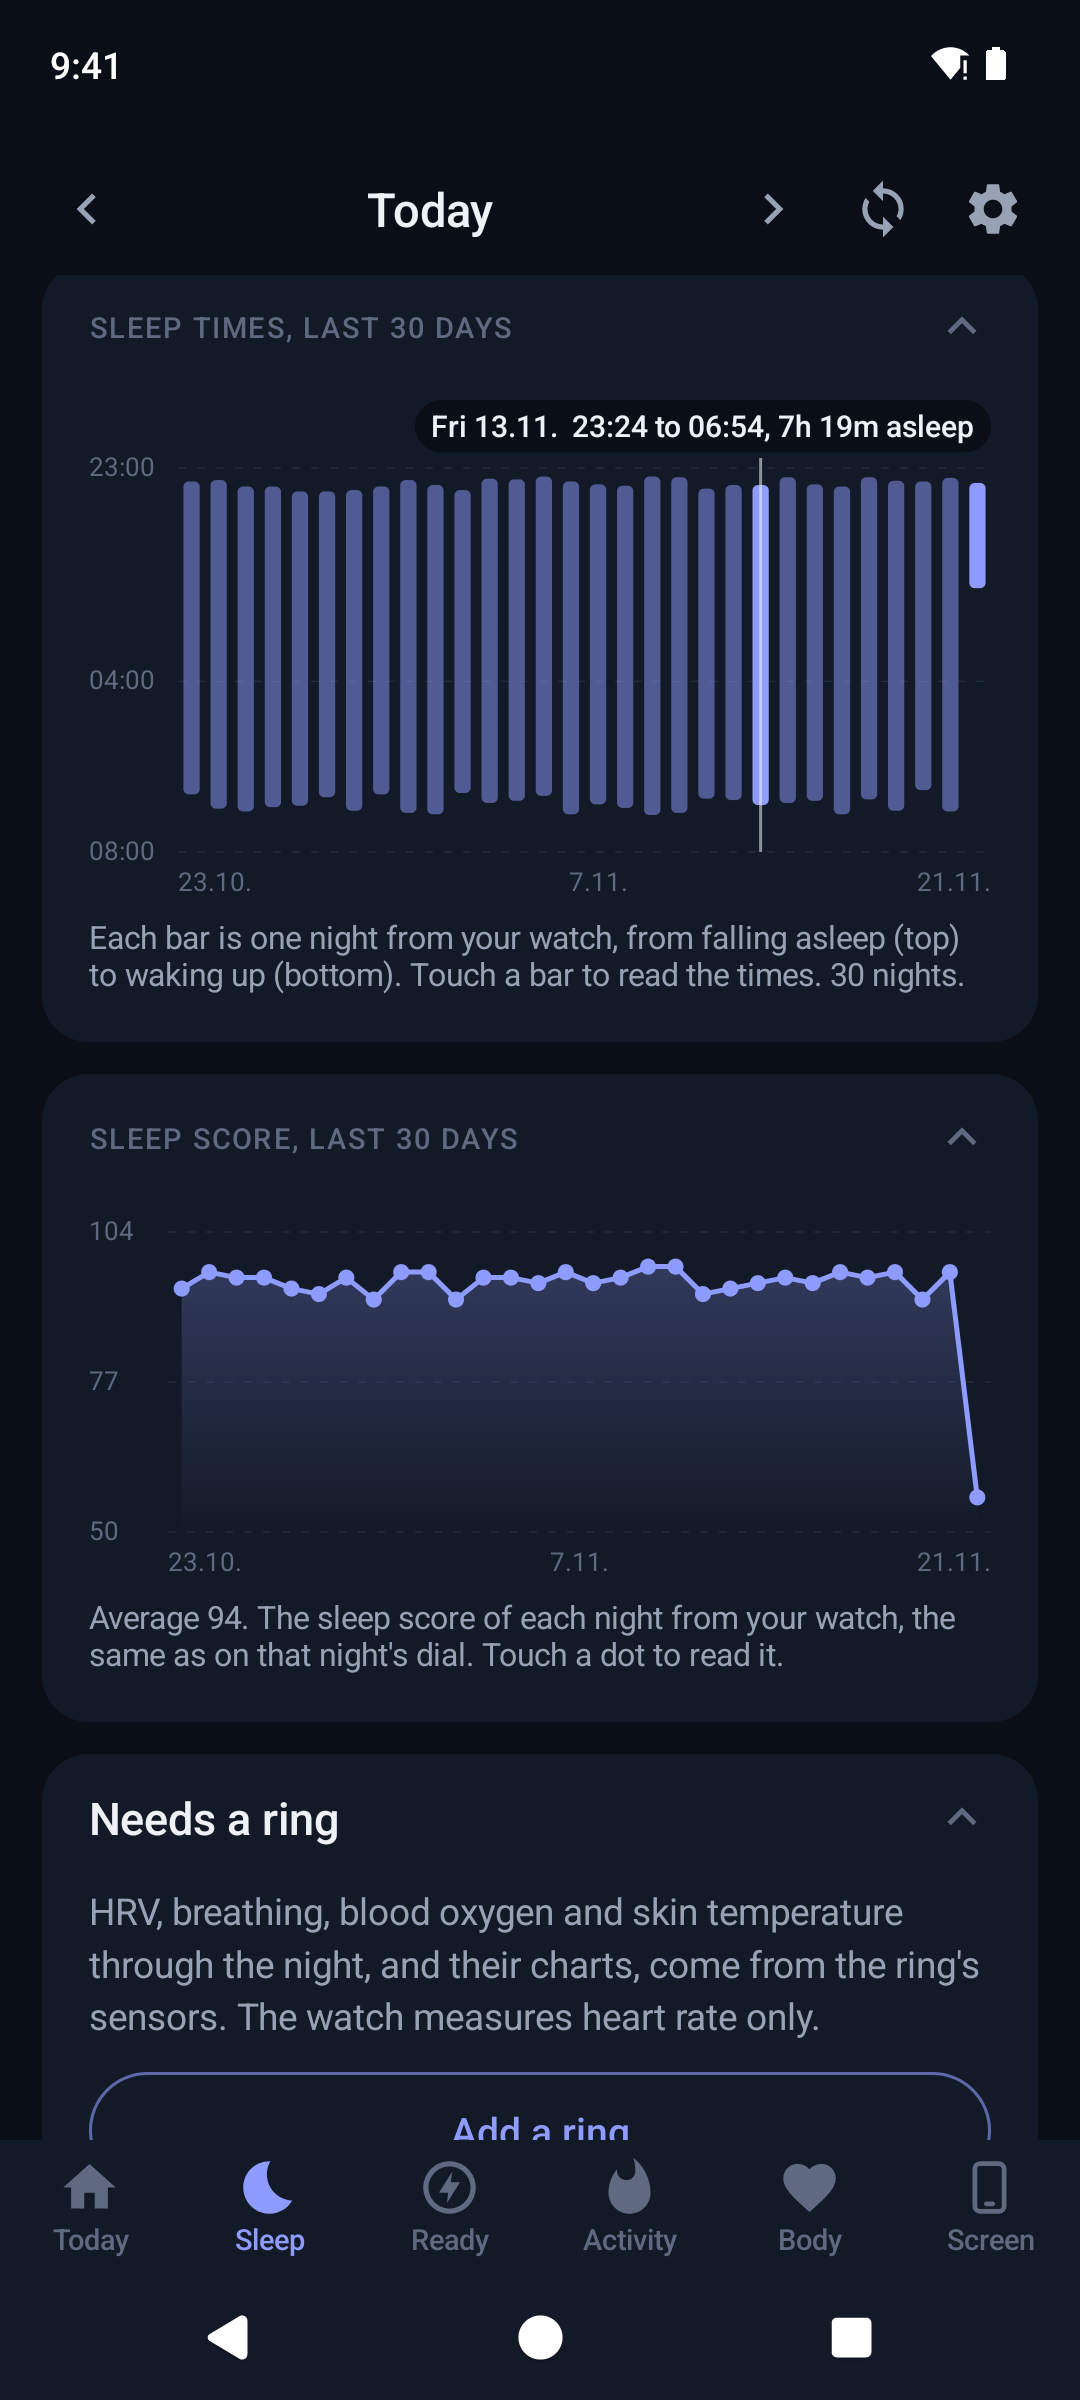 9:41
Today
SLEEP TIMES, LAST 30 DAYS
Fri 13.11.  23:24 to 06:54, 7h 19m asleep
23:00
04:00
08:00
23.10.
7.11.
21.11.
Each bar is one night from your watch, from falling asleep (top)
to waking up (bottom). Touch a bar to read the times. 30 nights.
SLEEP SCORE, LAST 30 DAYS
104
77
50
23.10.
7.11.
21.11.
Average 94. The sleep score of each night from your watch, the
same as on that night's dial. Touch a dot to read it.
Needs a ring
HRV, breathing, blood oxygen and skin temperature
through the night, and their charts, come from the ring's
sensors. The watch measures heart rate only.
Add a ring
Today
Sleep
Ready
Activity
Body
Screen